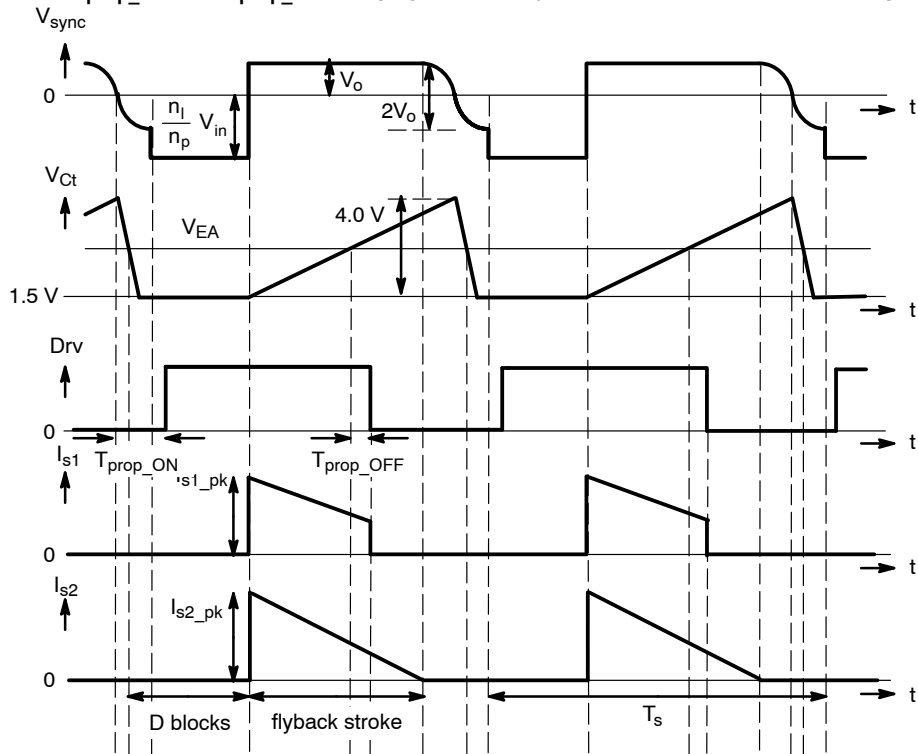 V_sync
0
V_o
n_l
n_p
V_in
2V_o
t
V_Ct
4.0 V
V_EA
1.5 V
t
Drv
0
t
T_prop_ON
T_prop_OFF
I_s1
I_s1_pk
0
t
I_s2
I_s2_pk
0
t
D blocks
flyback stroke
T_s